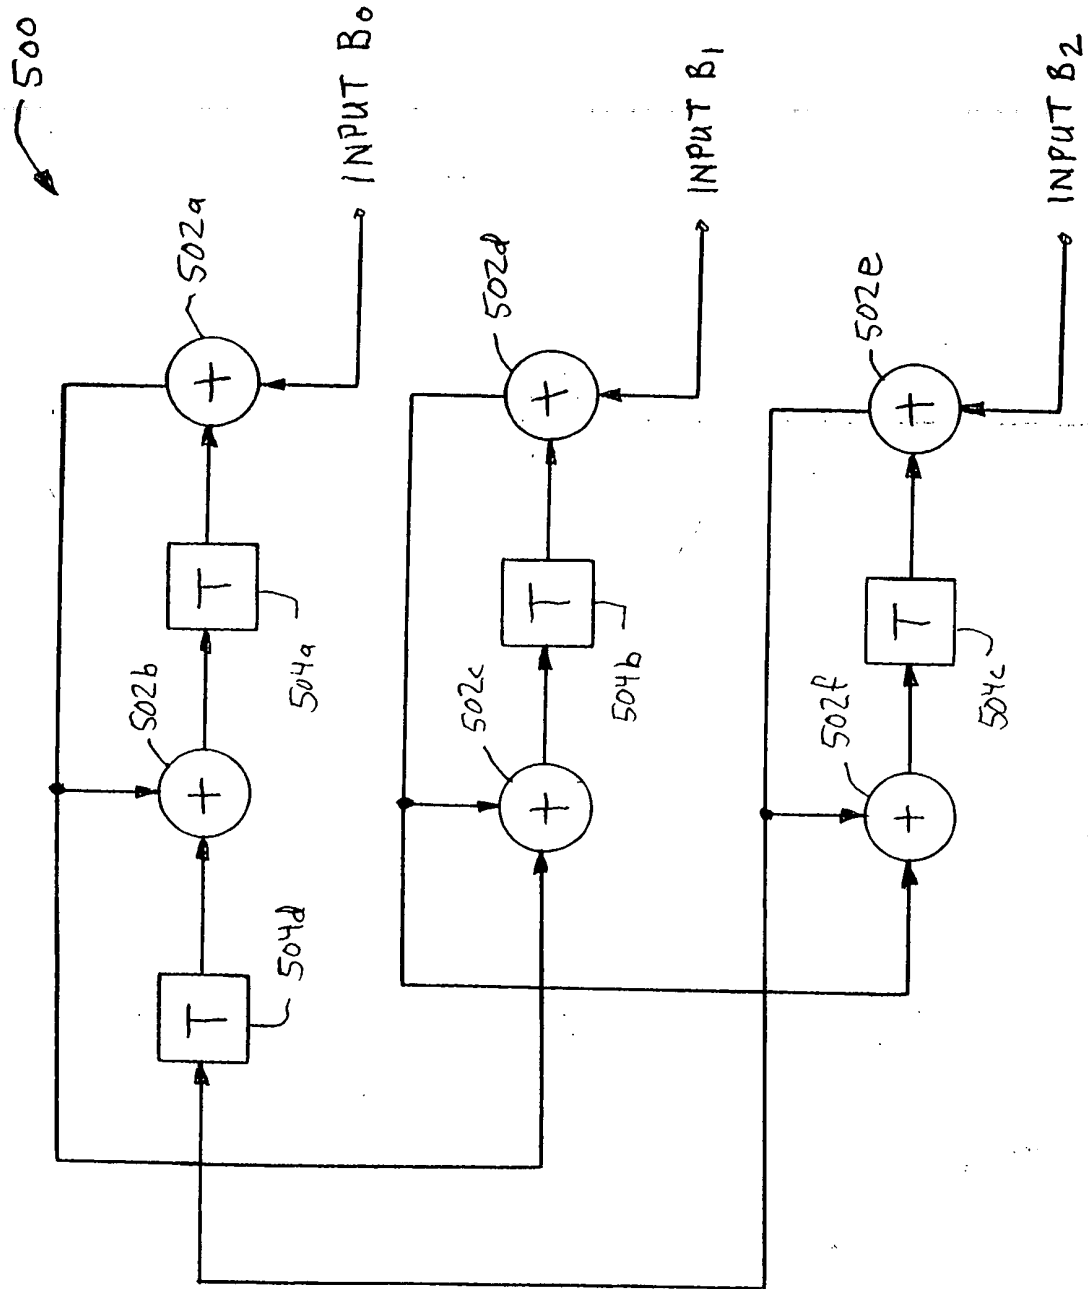 500
INPUT B0
502a
T
504a
502b
T
504d
INPUT B1
502d
T
504b
502c
INPUT B2
502e
T
504c
502f
+
+
+
+
+
+